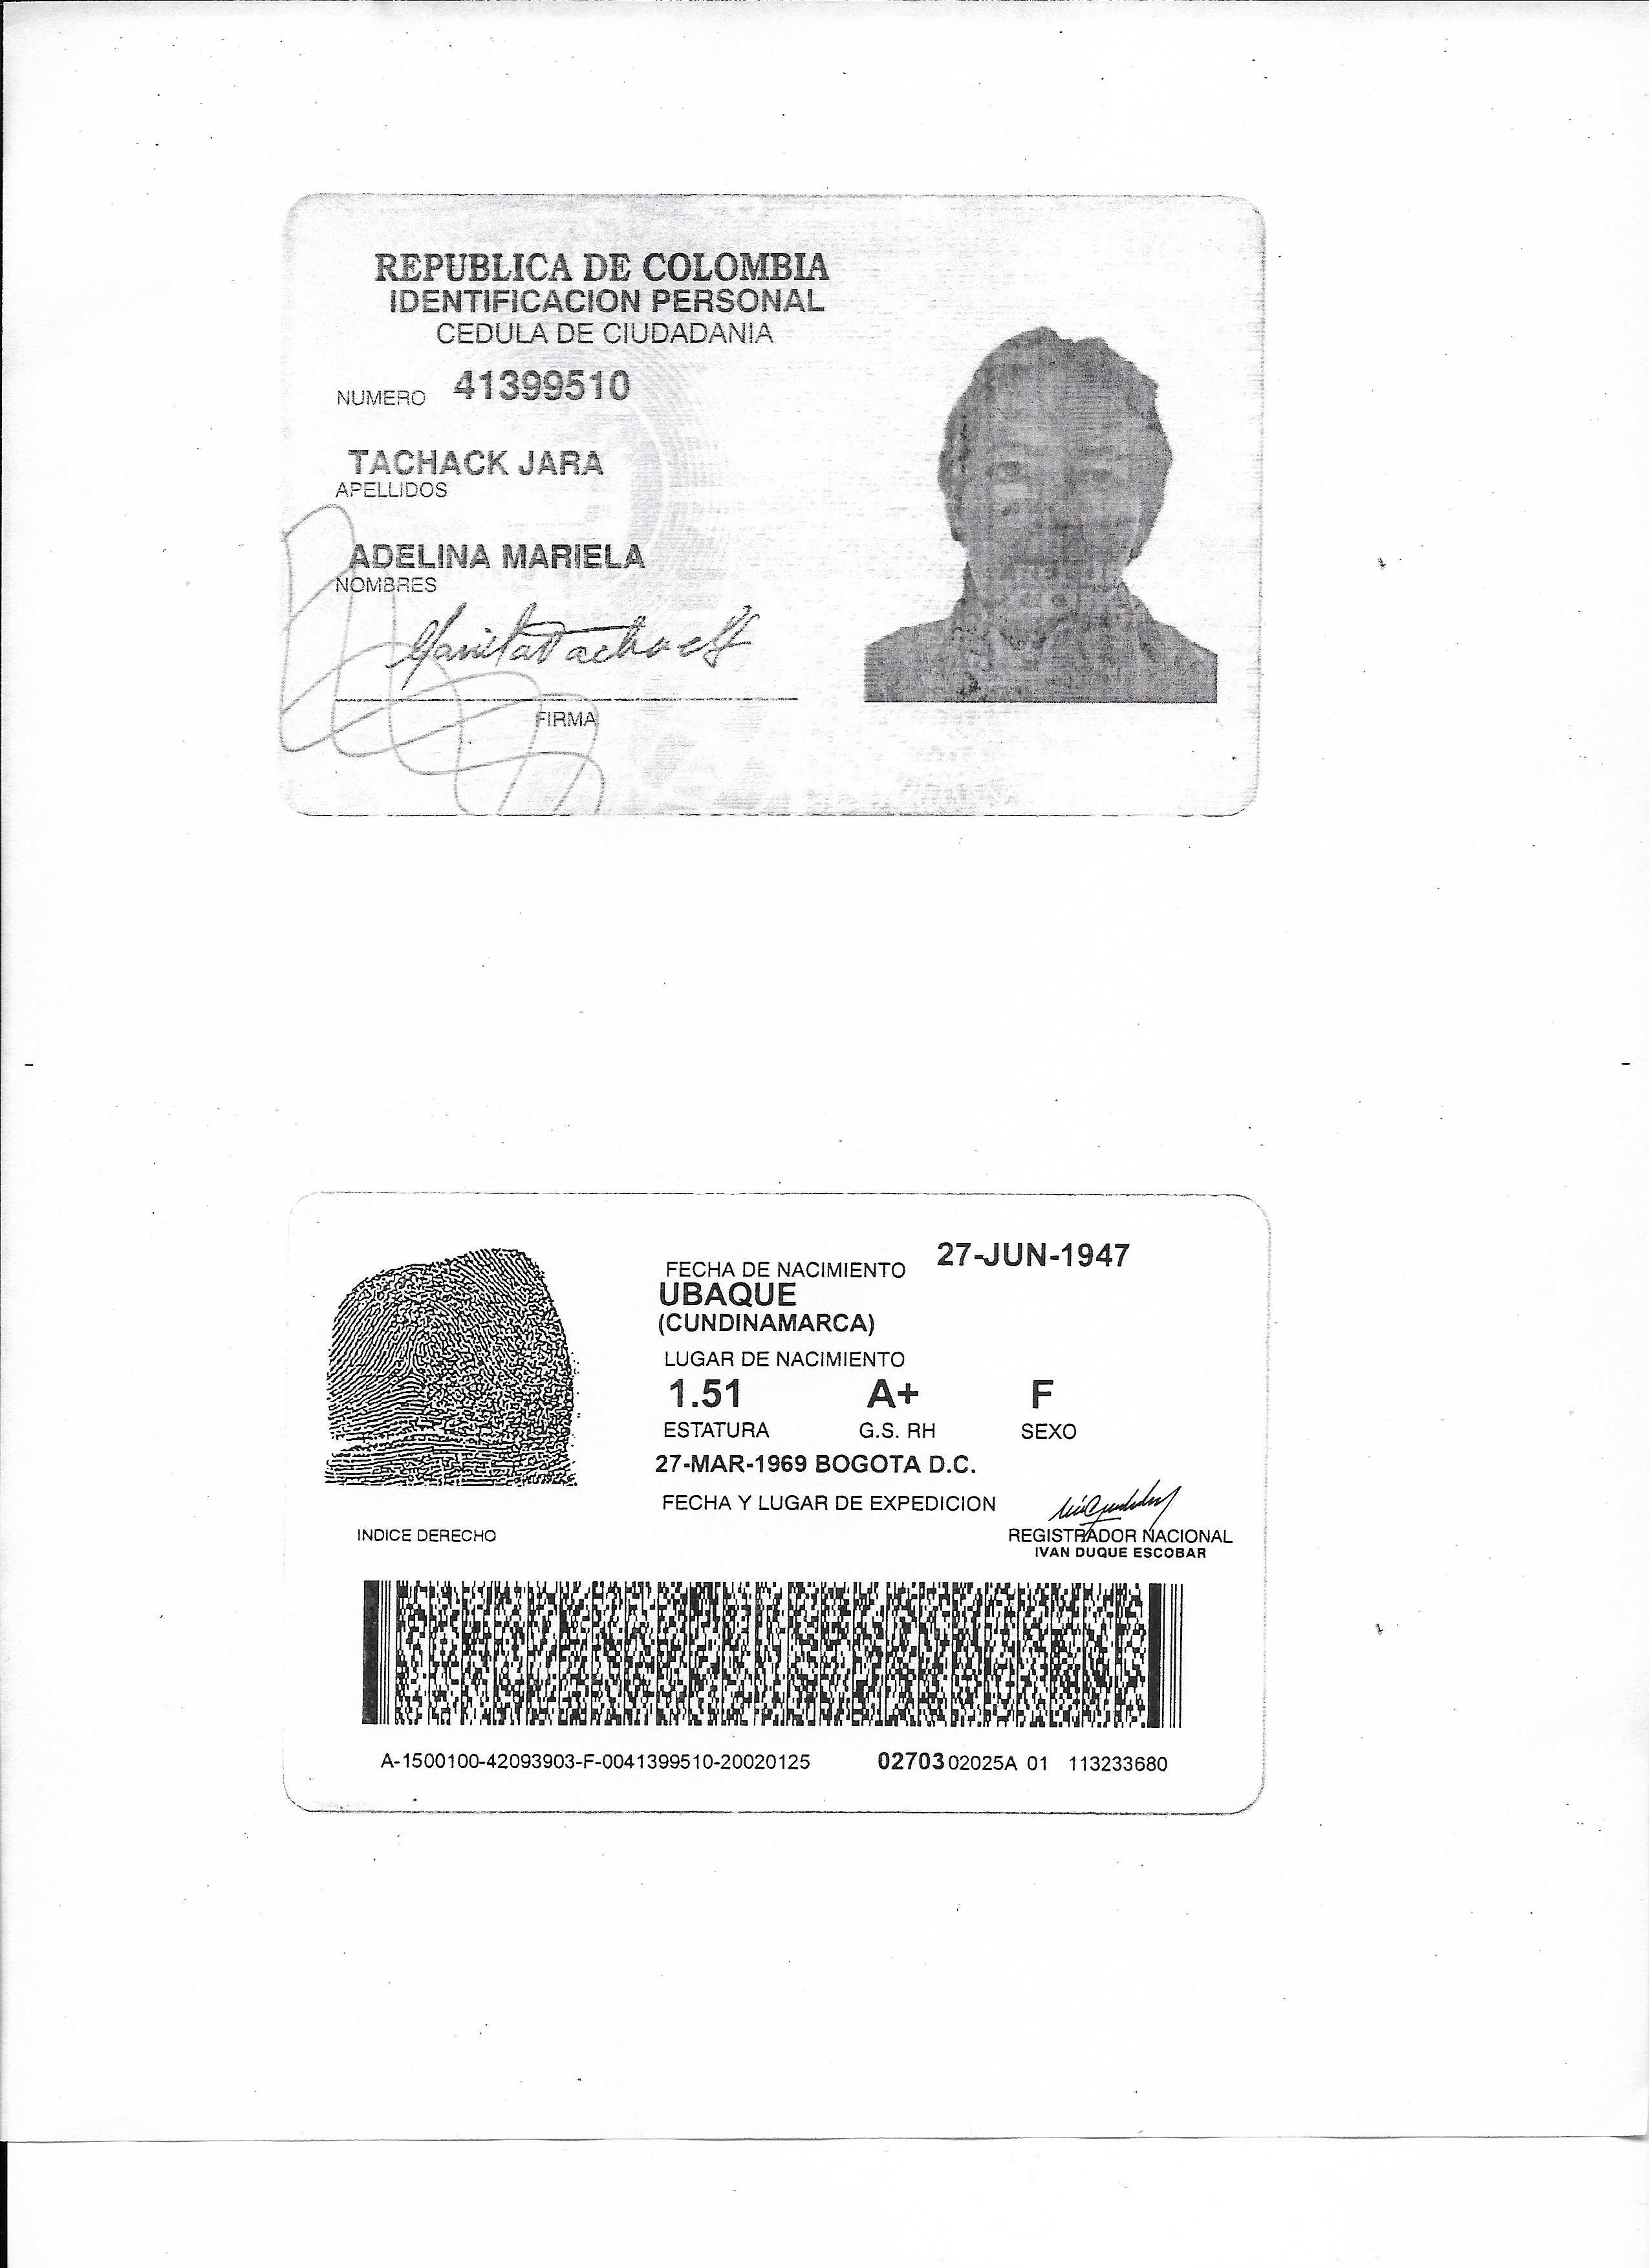 REPUBLICA DE COLOMBIA
IDENTIFICACION PERSONAL
CEDULA DE CIUDADANIA
NUMERO 41399510
TACHACK JARA
APELLIDOS
ADELINA MARIELA
NOMBRES
FIRMA
FECHA DE NACIMIENTO 27-JUN-1947
UBAQUE
(CUNDINAMARCA)
LUGAR DE NACIMIENTO
1.51 A+ F
ESTATURA G.S. RH SEXO
27-MAR-1969 BOGOTA D.C.
FECHA Y LUGAR DE EXPEDICION
INDICE DERECHO
REGISTRADOR NACIONAL
IVAN DUQUE ESCOBAR
A-1500100-42093903-F-0041399510-20020125 02703 02025A 01 113233680